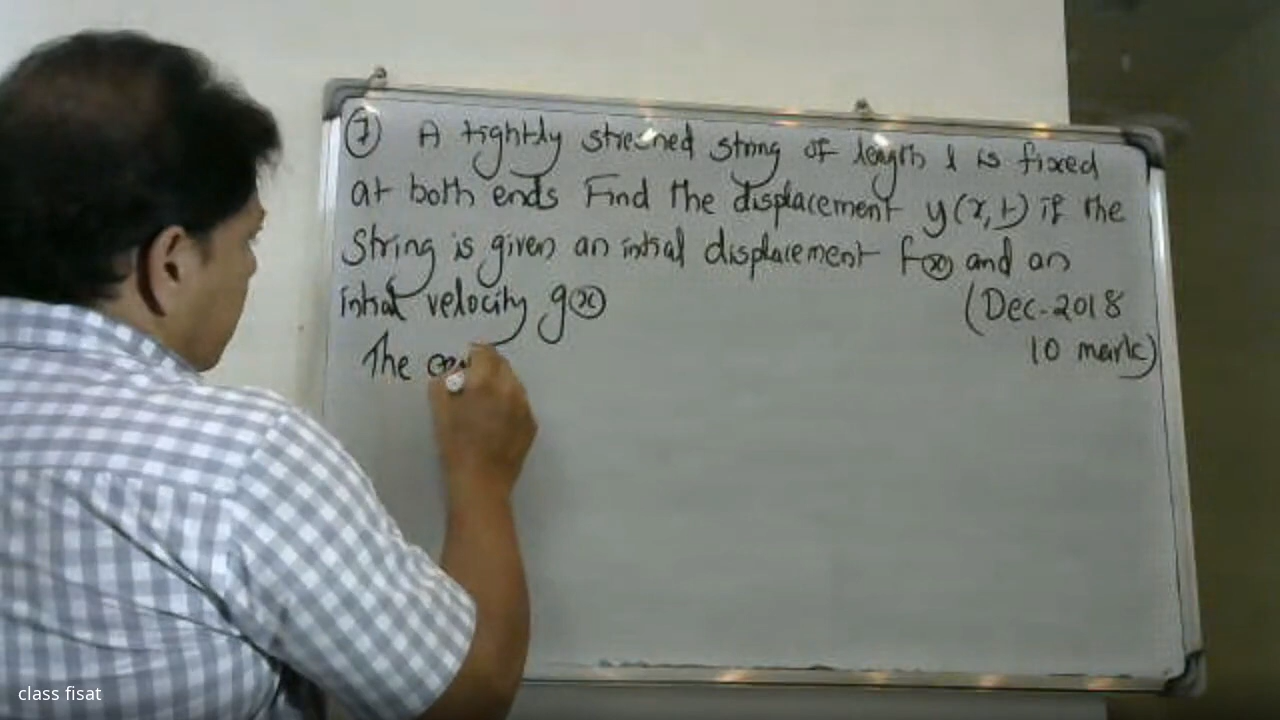 ⑦ A tightly streched string of length l is fixed
at both ends Find the displacement y(x,t) if the
string is given an initial displacement f(x) and an
initial velocity g(x)
(Dec-2018
10 mark)
The
class fisat